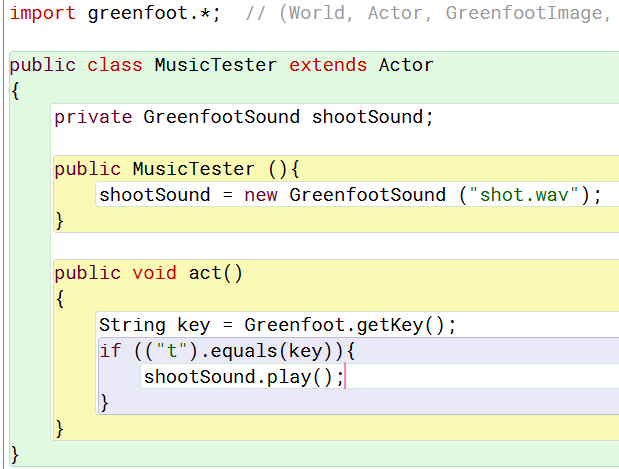 import greenfoot.*;  // (World, Actor, GreenfootImage,
public class MusicTester extends Actor
{
    private GreenfootSound shootSound;
    public MusicTester (){
        shootSound = new GreenfootSound ("shot.wav");
    }
    public void act()
    {
        String key = Greenfoot.getKey();
        if (("t").equals(key)){
            shootSound.play();
        }
    }
}